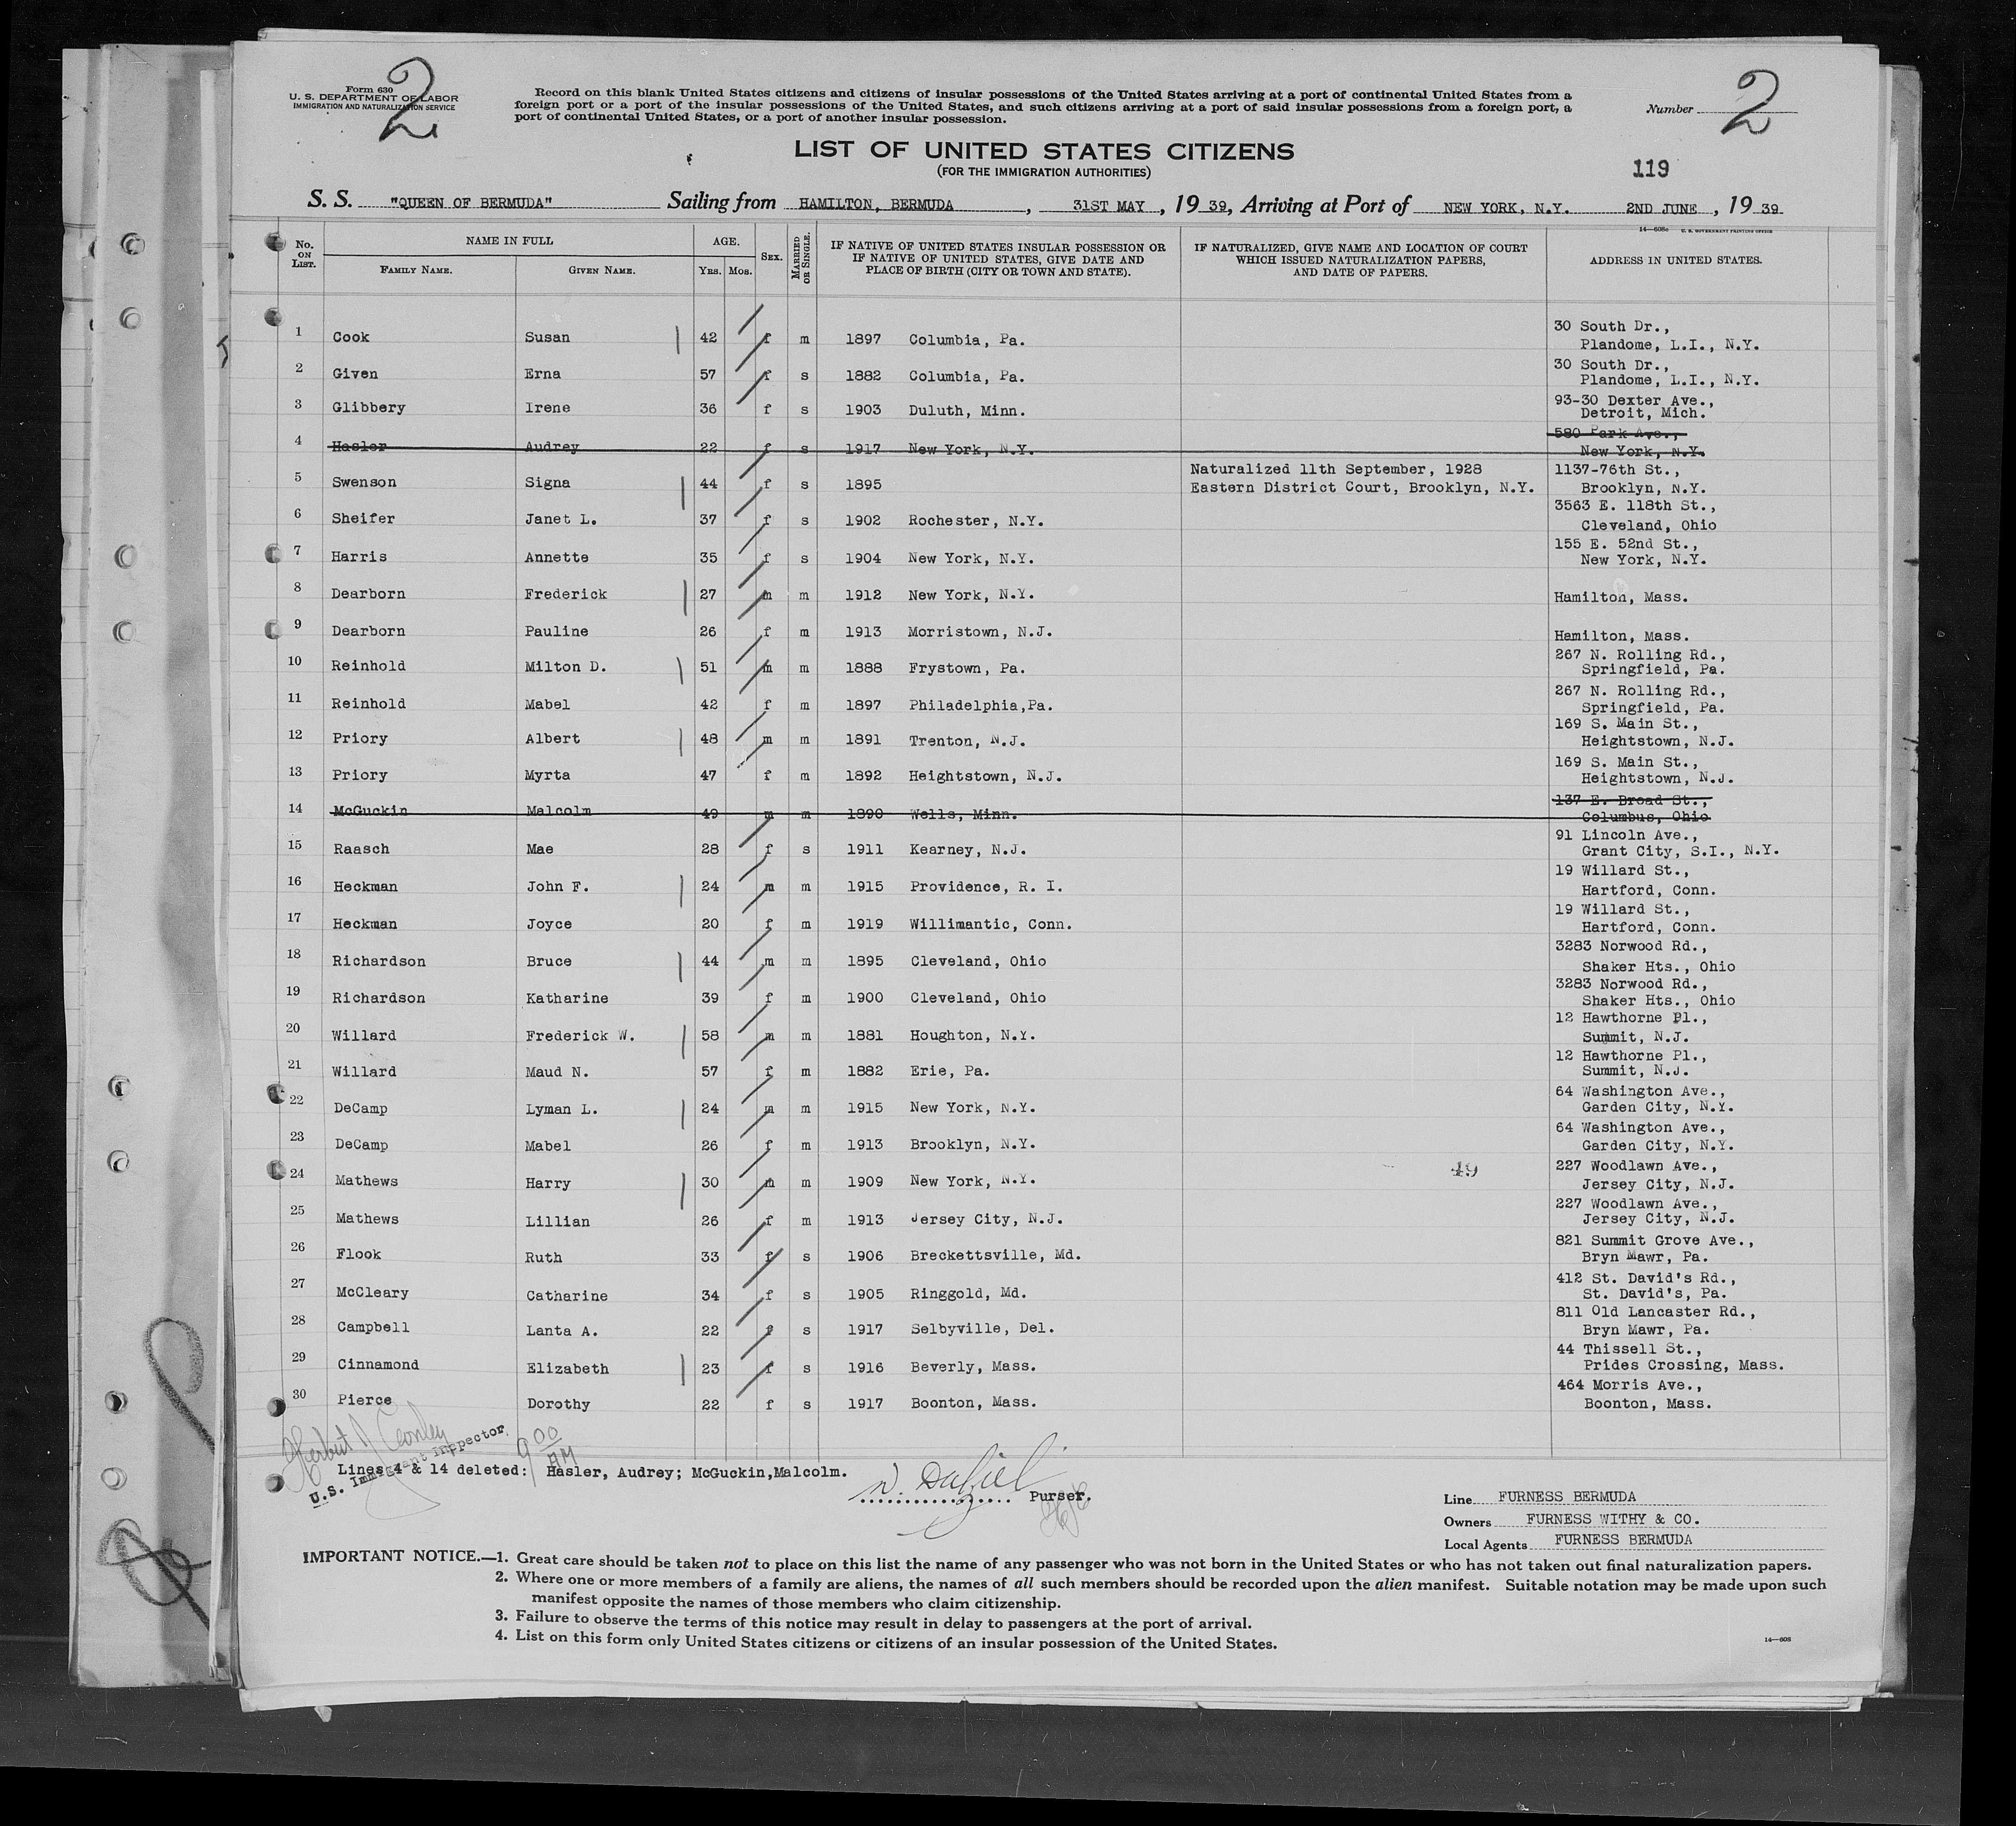 2
Form 630
U. S. DEPARTMENT OF LABOR
IMMIGRATION AND NATURALIZATION SERVICE
Record on this blank United States citizens and citizens of insular possessions of the United States arriving at a port of continental United States from a
foreign port or a port of the insular possessions of the United States, and such citizens arriving at a port of said insular possessions from a foreign port, a
port of continental United States, or a port of another insular possession.
Number 2
LIST OF UNITED STATES CITIZENS
(FOR THE IMMIGRATION AUTHORITIES)
119
S. S. "QUEEN OF BERMUDA" Sailing from HAMILTON, BERMUDA, 31ST MAY, 1939, Arriving at Port of NEW YORK, N.Y. 2ND JUNE, 1939
14—608c U. S. GOVERNMENT PRINTING OFFICE
No. ON LIST. NAME IN FULL AGE. SEX. MARRIED OR SINGLE. IF NATIVE OF UNITED STATES INSULAR POSSESSION OR IF NATIVE OF UNITED STATES, GIVE DATE AND PLACE OF BIRTH (CITY OR TOWN AND STATE). IF NATURALIZED, GIVE NAME AND LOCATION OF COURT WHICH ISSUED NATURALIZATION PAPERS, AND DATE OF PAPERS. ADDRESS IN UNITED STATES.
FAMILY NAME. GIVEN NAME. YRS. MOS.
1 Cook Susan 42 f m 1897 Columbia, Pa. 30 South Dr., Plandome, L.I., N.Y.
2 Given Erna 57 f s 1882 Columbia, Pa. 30 South Dr., Plandome, L.I., N.Y.
3 Glibbery Irene 36 f s 1903 Duluth, Minn. 93-30 Dexter Ave., Detroit, Mich.
4 Hasler Audrey 22 f s 1917 New York, N.Y. 580 Park Ave., New York, N.Y.
5 Swenson Signa 44 f s 1895 Naturalized 11th September, 1928 Eastern District Court, Brooklyn, N.Y. 1137-76th St., Brooklyn, N.Y.
6 Sheifer Janet L. 37 f s 1902 Rochester, N.Y. 3563 E. 118th St., Cleveland, Ohio
7 Harris Annette 35 f s 1904 New York, N.Y. 155 E. 52nd St., New York, N.Y.
8 Dearborn Frederick 27 m m 1912 New York, N.Y. Hamilton, Mass.
9 Dearborn Pauline 26 f m 1913 Morristown, N.J. Hamilton, Mass.
10 Reinhold Milton D. 51 m m 1888 Frystown, Pa. 267 N. Rolling Rd., Springfield, Pa.
11 Reinhold Mabel 42 f m 1897 Philadelphia,Pa. 267 N. Rolling Rd., Springfield, Pa.
12 Priory Albert 48 m m 1891 Trenton, N.J. 169 S. Main St., Heightstown, N.J.
13 Priory Myrta 47 f m 1892 Heightstown, N.J. 169 S. Main St., Heightstown, N.J.
14 McGuckin Malcolm 49 m m 1890 Wells, Minn. 137 E. Broad St., Columbus, Ohio
15 Raasch Mae 28 f s 1911 Kearney, N.J. 91 Lincoln Ave., Grant City, S.I., N.Y.
16 Heckman John F. 24 m m 1915 Providence, R. I. 19 Willard St., Hartford, Conn.
17 Heckman Joyce 20 f m 1919 Willimantic, Conn. 19 Willard St., Hartford, Conn.
18 Richardson Bruce 44 m m 1895 Cleveland, Ohio 3283 Norwood Rd., Shaker Hts., Ohio
19 Richardson Katharine 39 f m 1900 Cleveland, Ohio 3283 Norwood Rd., Shaker Hts., Ohio
20 Willard Frederick W. 58 m m 1881 Houghton, N.Y. 12 Hawthorne Pl., Summit, N.J.
21 Willard Maud N. 57 f m 1882 Erie, Pa. 12 Hawthorne Pl., Summit, N.J.
22 DeCamp Lyman L. 24 m m 1915 New York, N.Y. 64 Washington Ave., Garden City, N.Y.
23 DeCamp Mabel 26 f m 1913 Brooklyn, N.Y. 64 Washington Ave., Garden City, N.Y.
24 Mathews Harry 30 m m 1909 New York, N.Y. 49 227 Woodlawn Ave., Jersey City, N.J.
25 Mathews Lillian 26 f m 1913 Jersey City, N.J. 227 Woodlawn Ave., Jersey City, N.J.
26 Flook Ruth 33 f s 1906 Breckettsville, Md. 821 Summit Grove Ave., Bryn Mawr, Pa.
27 McCleary Catharine 34 f s 1905 Ringgold, Md. 412 St. David's Rd., St. David's, Pa.
28 Campbell Lanta A. 22 f s 1917 Selbyville, Del. 811 Old Lancaster Rd., Bryn Mawr, Pa.
29 Cinnamond Elizabeth 23 f s 1916 Beverly, Mass. 44 Thissell St., Prides Crossing, Mass.
30 Pierce Dorothy 22 f s 1917 Boonton, Mass. 464 Morris Ave., Boonton, Mass.
U.S. Immigrant Inspector.
9 00 AM
Lines 4 & 14 deleted: Hasler, Audrey; McGuckin,Malcolm.
Purser.
Line FURNESS BERMUDA
Owners FURNESS WITHY & CO.
Local Agents FURNESS BERMUDA
IMPORTANT NOTICE.—1. Great care should be taken not to place on this list the name of any passenger who was not born in the United States or who has not taken out final naturalization papers.
2. Where one or more members of a family are aliens, the names of all such members should be recorded upon the alien manifest. Suitable notation may be made upon such
manifest opposite the names of those members who claim citizenship.
3. Failure to observe the terms of this notice may result in delay to passengers at the port of arrival.
4. List on this form only United States citizens or citizens of an insular possession of the United States.
14—608